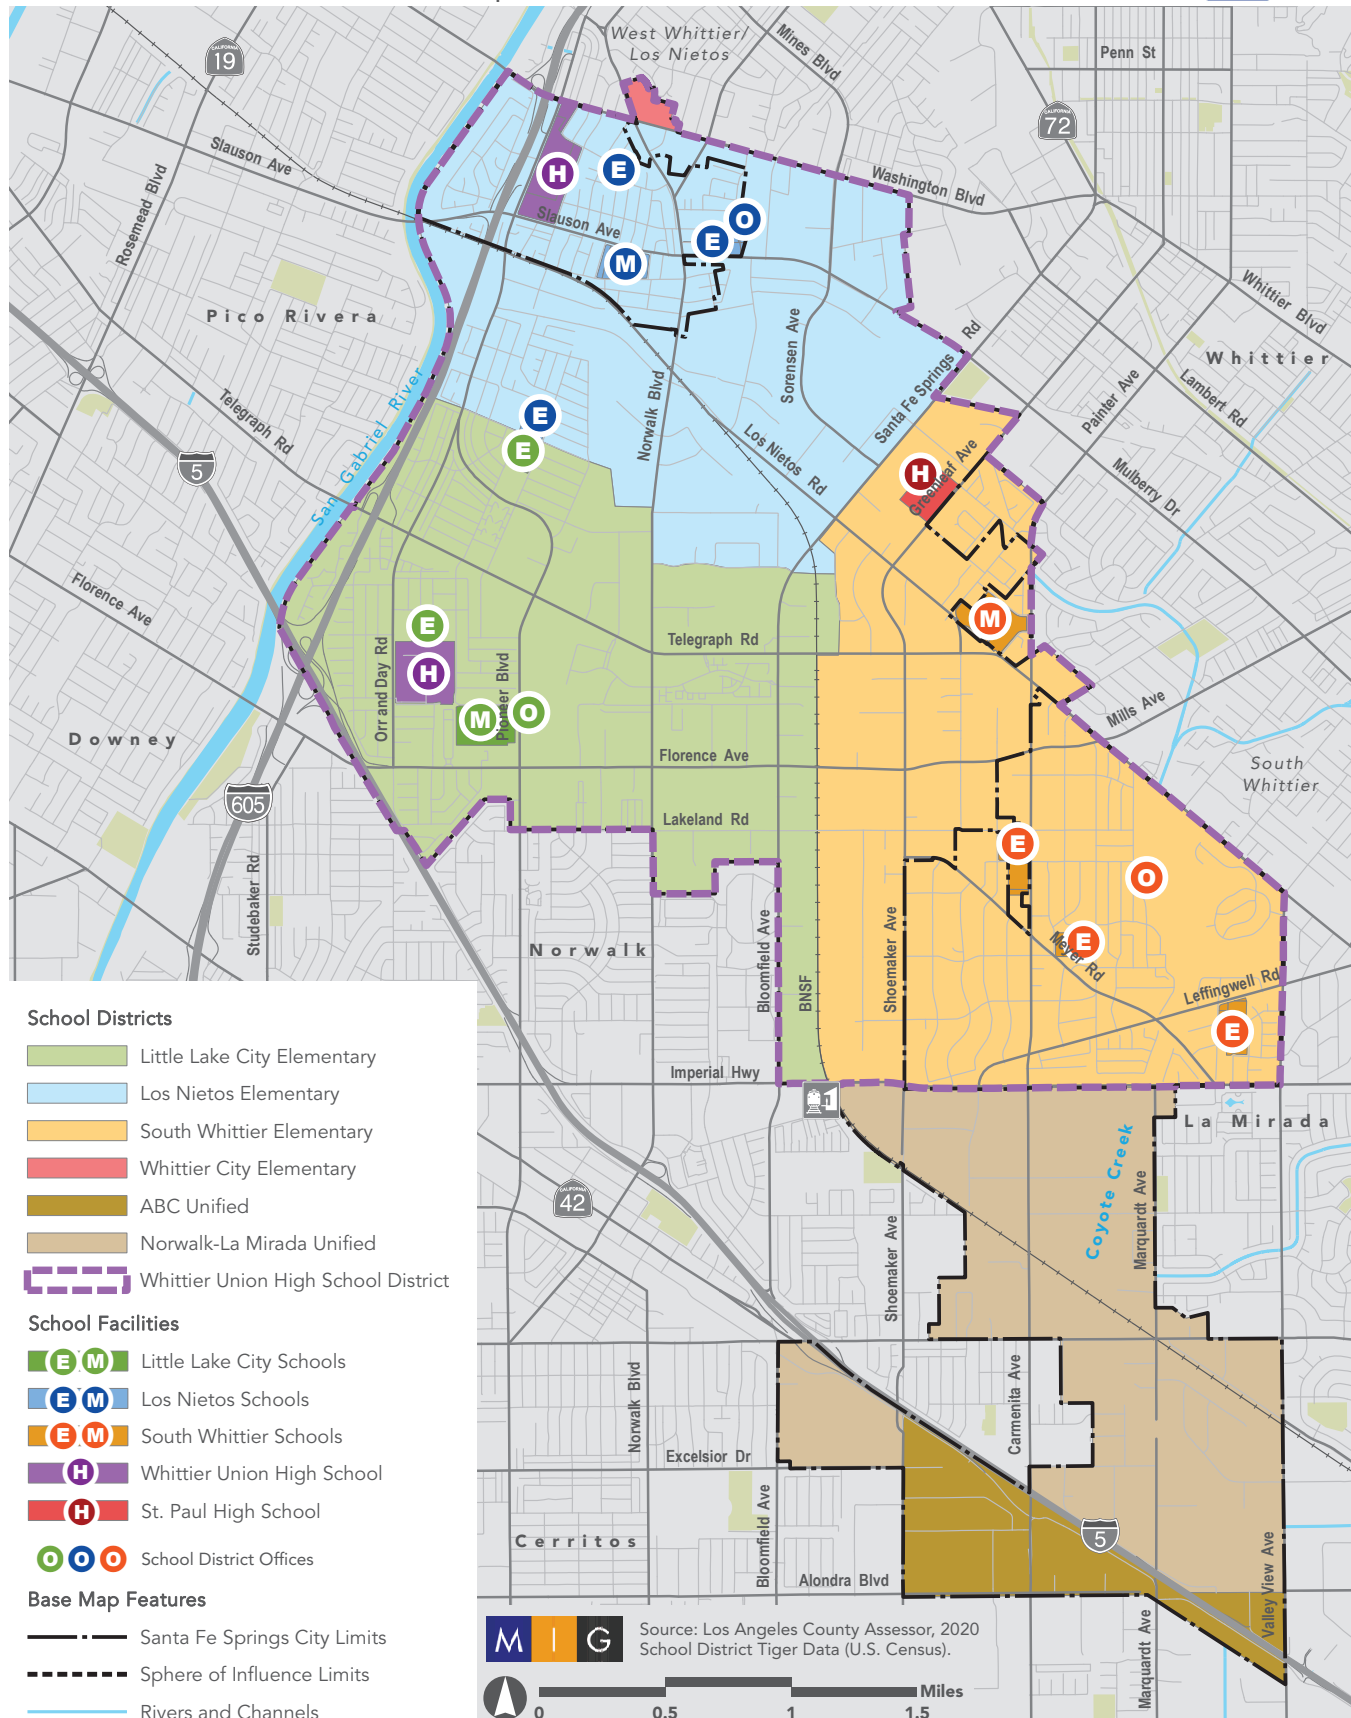 West Whittier/
Los Nietos
Mines Blvd
Penn St
CALIFORNIA
19
CALIFORNIA
72
Slauson Ave
Rosemead Blvd
Washington Blvd
H
E
O
E
M
Slauson Ave
Whittier Blvd
Pico Rivera
Whittier
Sorensen Ave
Santa Fe Springs Rd
Painter Ave
Lambert Rd
Telegraph Rd
San Gabriel River
Norwalk Blvd
E
E
Los Nietos Rd
H
Greenleaf Ave
Mulberry Dr
5
Florence Ave
E
M
Telegraph Rd
Orr and Day Rd
H
Pioneer Blvd
M
O
Mills Ave
Downey
Florence Ave
South
Whittier
605
Lakeland Rd
E
Studebaker Rd
O
Norwalk
Bloomfield Ave
BNSF
Shoemaker Ave
E
Meyer Rd
Leffingwell Rd
E
Imperial Hwy
La Mirada
Coyote Creek
Marquardt Ave
CALIFORNIA
42
Shoemaker Ave
Norwalk Blvd
Carmenita Ave
Excelsior Dr
Bloomfield Ave
Cerritos
5
Alondra Blvd
Valley View Ave
Marquardt Ave
School Districts
Little Lake City Elementary
Los Nietos Elementary
South Whittier Elementary
Whittier City Elementary
ABC Unified
Norwalk-La Mirada Unified
Whittier Union High School District
School Facilities
E M Little Lake City Schools
E M Los Nietos Schools
E M South Whittier Schools
H Whittier Union High School
H St. Paul High School
O O O School District Offices
Base Map Features
Santa Fe Springs City Limits
Sphere of Influence Limits
Rivers and Channels
M I G
Source: Los Angeles County Assessor, 2020
School District Tiger Data (U.S. Census).
Miles
0 0.5 1 1.5